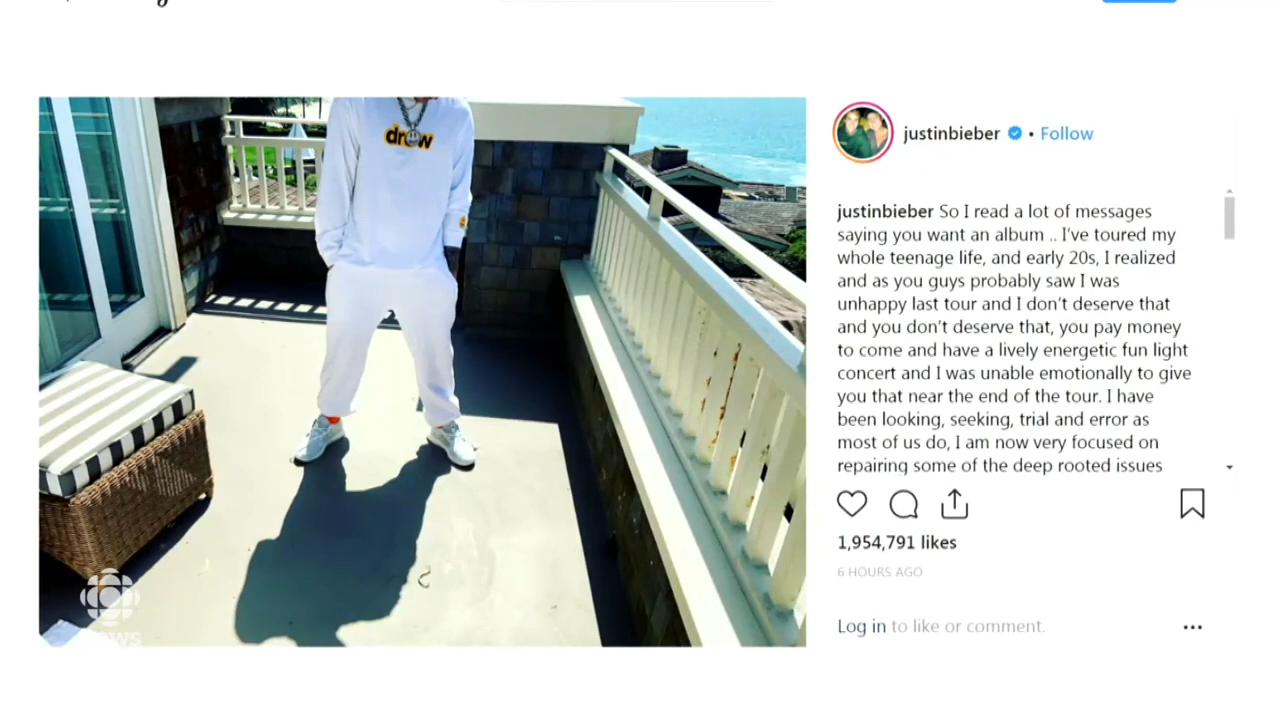 drew
justinbieber • Follow
justinbieber So I read a lot of messages
saying you want an album .. I've toured my
whole teenage life, and early 20s, I realized
and as you guys probably saw I was
unhappy last tour and I don't deserve that
and you don't deserve that, you pay money
to come and have a lively energetic fun light
concert and I was unable emotionally to give
you that near the end of the tour. I have
been looking, seeking, trial and error as
most of us do, I am now very focused on
repairing some of the deep rooted issues
1,954,791 likes
6 HOURS AGO
Log in to like or comment.